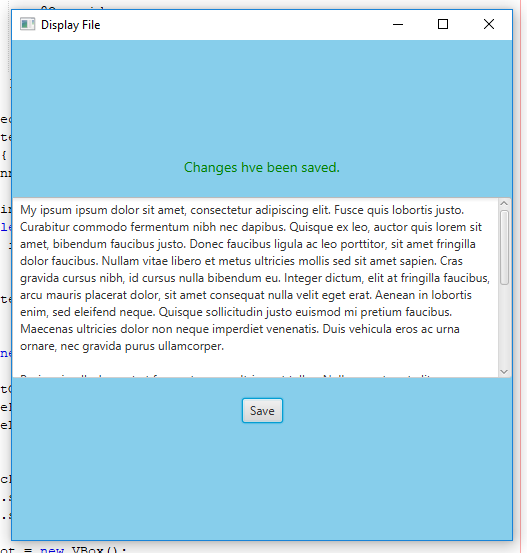 Display File
Changes hve been saved.
My ipsum ipsum dolor sit amet, consectetur adipiscing elit. Fusce quis lobortis justo.
Curabitur commodo fermentum nibh nec dapibus. Quisque ex leo, auctor quis lorem sit
amet, bibendum faucibus justo. Donec faucibus ligula ac leo porttitor, sit amet fringilla
dolor faucibus. Nullam vitae libero et metus ultricies mollis sed sit amet sapien. Cras
gravida cursus nibh, id cursus nulla bibendum eu. Integer dictum, elit at fringilla faucibus,
arcu mauris placerat dolor, sit amet consequat nulla velit eget erat. Aenean in lobortis
enim, sed eleifend neque. Quisque sollicitudin justo euismod mi pretium faucibus.
Maecenas ultricies dolor non neque imperdiet venenatis. Duis vehicula eros ac urna
ornare, nec gravida purus ullamcorper.
Save
= new VBox();